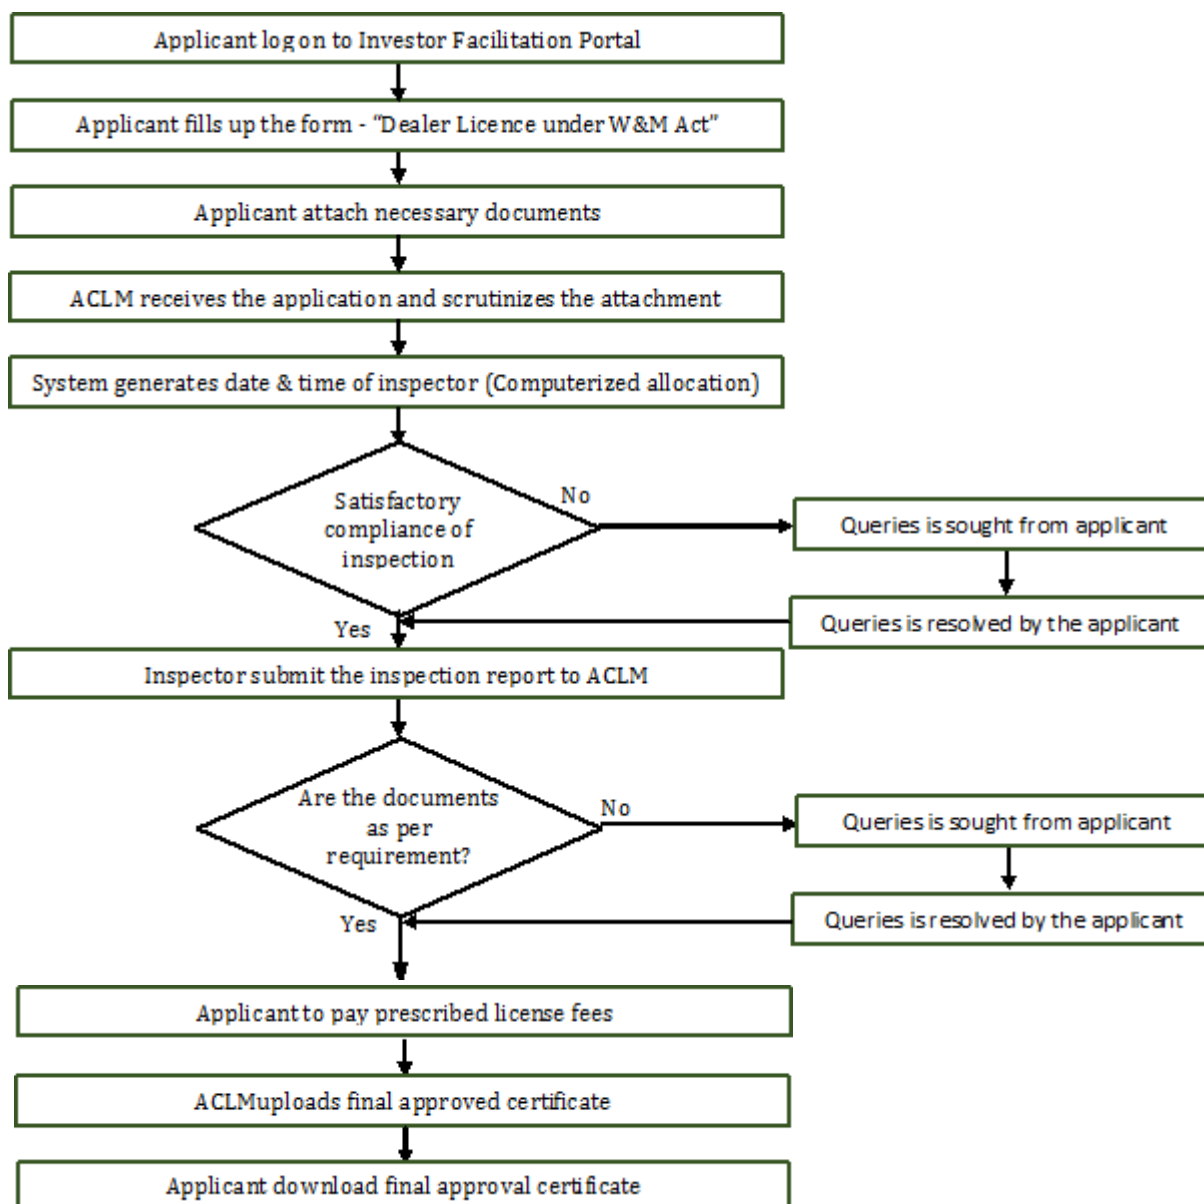 Applicant log on to Investor Facilitation Portal
Applicant fills up the form - “Dealer Licence under W&M Act”
Applicant attach necessary documents
ACLM receives the application and scrutinizes the attachment
System generates date & time of inspector (Computerized allocation)
Satisfactory
compliance of
inspection
No
Queries is sought from applicant
Queries is resolved by the applicant
Yes
Inspector submit the inspection report to ACLM
Are the documents
as per
requirement?
No
Queries is sought from applicant
Queries is resolved by the applicant
Yes
Applicant to pay prescribed license fees
ACLMuploads final approved certificate
Applicant download final approval certificate